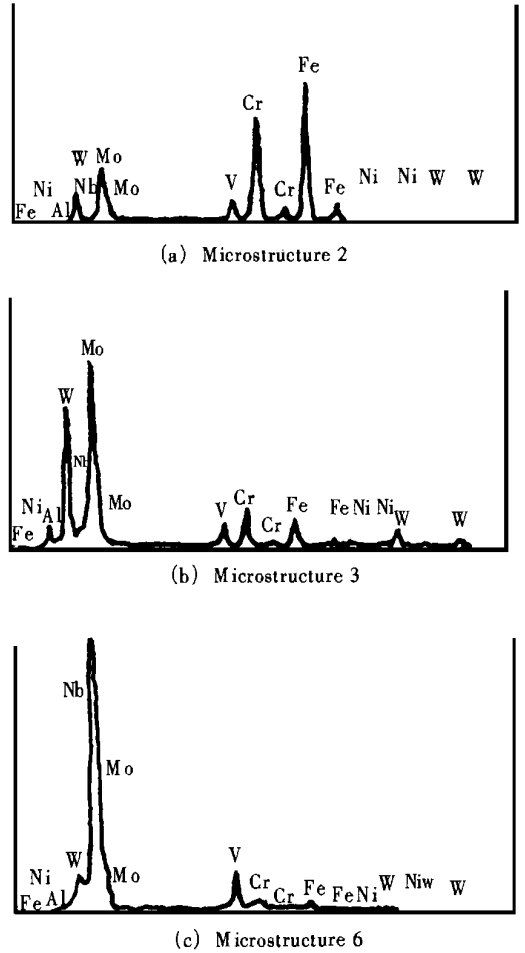 Fe
Cr
W Mo
Ni Nb Mo V Cr Fe Ni Ni W W
Fe Al
(a) Microstructure 2
Mo
W
Nb
Ni Al Mo V Cr Cr Fe Fe Ni Ni W W
Fe
(b) Microstructure 3
Nb
Mo
W V
Ni Mo Cr Cr Fe Fe Ni W Niw W
Fe Al
(c) Microstructure 6